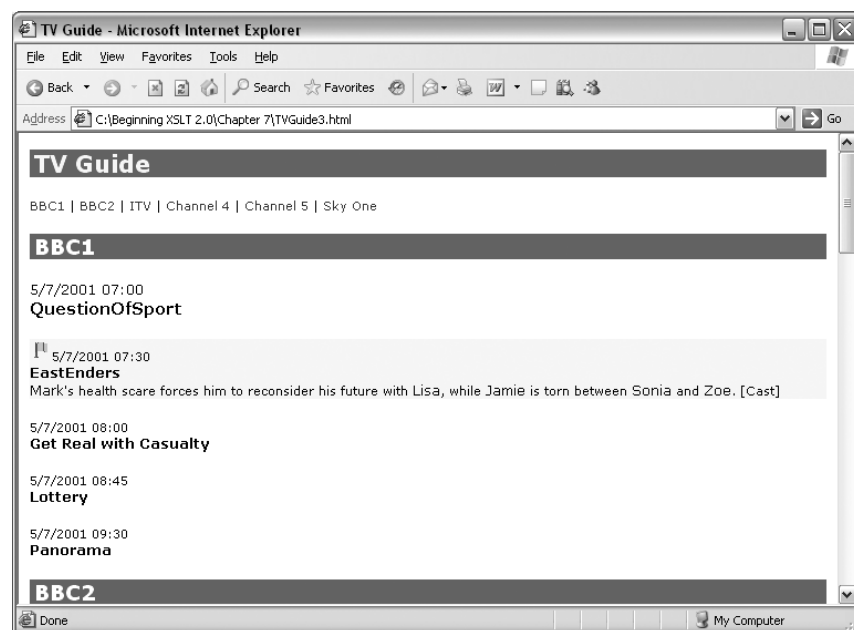 TV Guide - Microsoft Internet Explorer
File Edit View Favorites Tools Help
Back Search Favorites
Address C:\Beginning XSLT 2.0\Chapter 7\TVGuide3.html Go
TV Guide
BBC1 | BBC2 | ITV | Channel 4 | Channel 5 | Sky One
BBC1
5/7/2001 07:00
QuestionOfSport
5/7/2001 07:30
EastEnders
Mark's health scare forces him to reconsider his future with Lisa, while Jamie is torn between Sonia and Zoe. [Cast]
5/7/2001 08:00
Get Real with Casualty
5/7/2001 08:45
Lottery
5/7/2001 09:30
Panorama
BBC2
Done My Computer